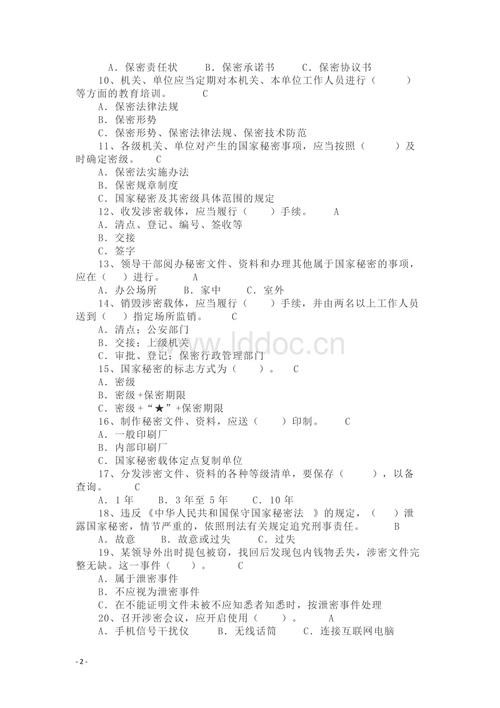 A．保密责任状 B．保密承诺书 C．保密协议书
10、机关、单位应当定期对本机关、本单位工作人员进行（ ）
等方面的教育培训。 C
A．保密法律法规
B．保密形势
C．保密形势、保密法律法规、保密技术防范
11、各级机关、单位对产生的国家秘密事项，应当按照（ ）及
时确定密级。 C
A．保密法实施办法
B．保密规章制度
C．国家秘密及其密级具体范围的规定
12、收发涉密载体，应当履行（ ）手续。 A
A．清点、登记、编号、签收等
B．交接
C．签字
13、领导干部阅办秘密文件、资料和办理其他属于国家秘密的事项，
应在（ ）进行。 A
A．办公场所 B．家中 C．室外
14、销毁涉密载体，应当履行（ ）手续，并由两名以上工作人员
送到（ ）指定场所监销。 C
A．清点；公安部门
B．交接；上级机关
C．审批、登记；保密行政管理部门
15、国家秘密的标志方式为（ ）。 C
A．密级
B．密级+保密期限
C．密级+“★”+保密期限
16、制作秘密文件、资料，应送（ ）印制。 C
A．一般印刷厂
B．内部印刷厂
C．国家秘密载体定点复制单位
17、分发涉密文件、资料的各种等级清单，要保存（ ），以备
查询。 C
A．1 年 B．3 年至 5 年 C．10 年
18、违反《中华人民共和国保守国家秘密法 》的规定，（ ）泄
露国家秘密，情节严重的，依照刑法有关规定追究刑事责任。 B
A．故意 B．故意或过失 C．过失
19、某领导外出时提包被窃，找回后发现包内钱物丢失，涉密文件完
整无缺。这一事件（ ）。 C
A．属于泄密事件
B．不应视为泄密事件
C．在不能证明文件未被不应知悉者知悉时，按泄密事件处理
20、召开涉密会议，应开启使用（ ）。 A
A．手机信号干扰仪 B．无线话筒 C．连接互联网电脑
- 2 -
www.lddoc.cn